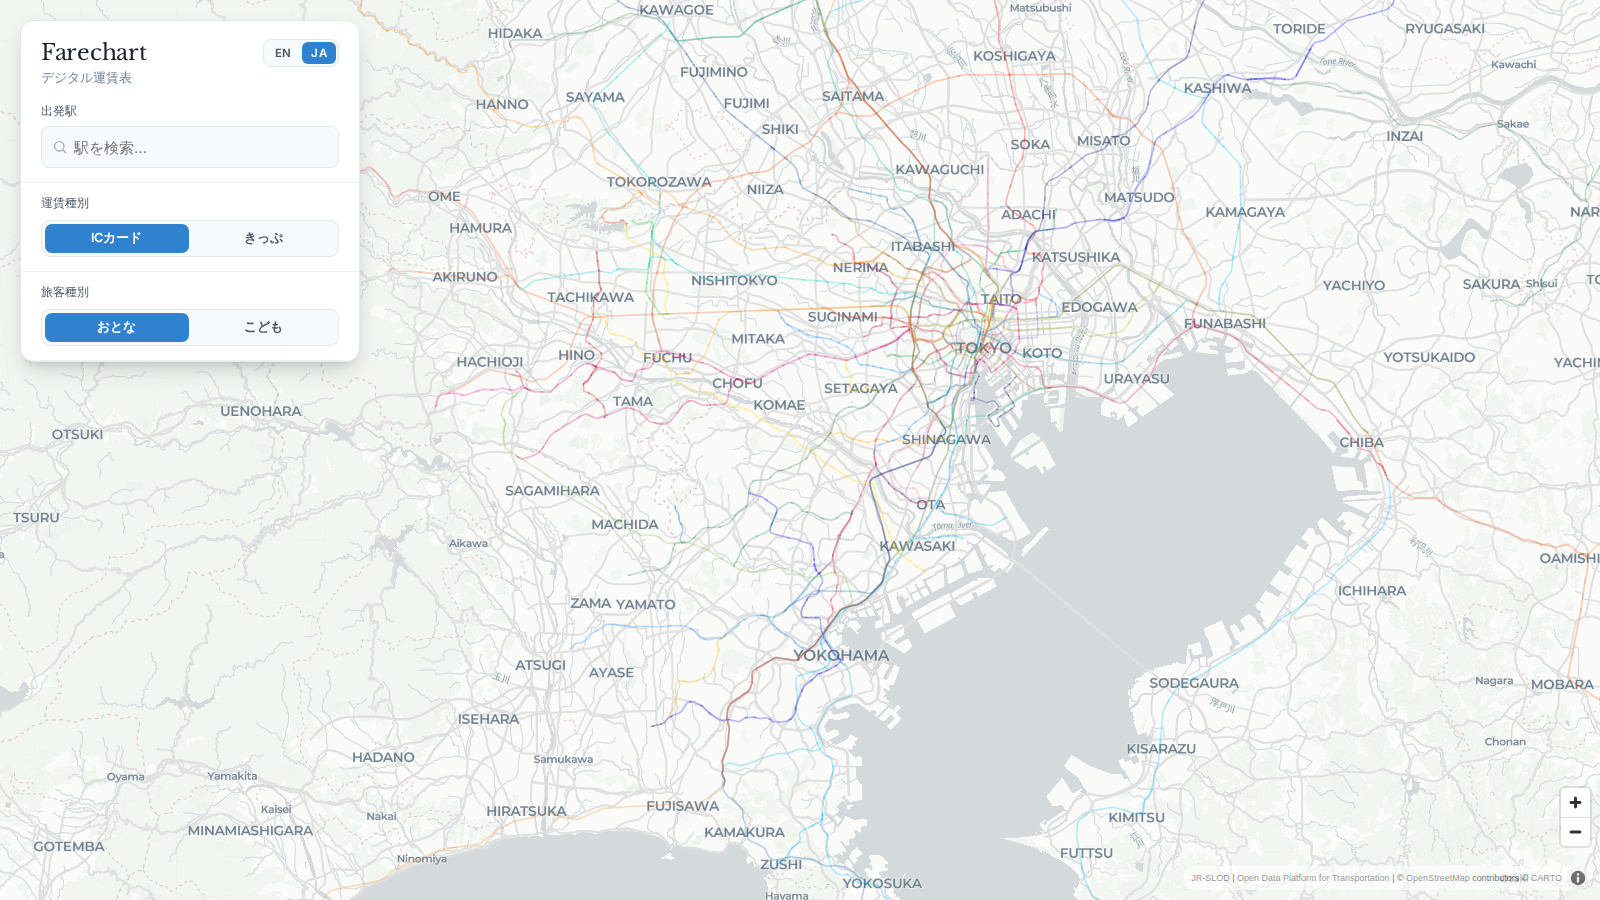 Farechart
EN JA
デジタル運賃表
出発駅
駅を検索...
運賃種別
ICカード きっぷ
旅客種別
おとな こども
KAWAGOE
Matsubushi
HIDAKA
TORIDE
RYUGASAKI
KOSHIGAYA
Tone River
Kawachi
FUJIMINO
KASHIWA
SAYAMA
SAITAMA
HANNO
FUJIMI
Sakae
SHIKI
INZAI
SOKA
MISATO
KAWAGUCHI
TOKOROZAWA
NIIZA
OME
MATSUDO
ADACHI
KAMAGAYA
NAR
HAMURA
ITABASHI
KATSUSHIKA
NERIMA
AKIRUNO
NISHITOKYO
YACHIYO
SAKURA
Shisui
TO
TACHIKAWA
TAITO
EDOGAWA
SUGINAMI
FUNABASHI
MITAKA
TOKYO
KOTO
HINO
FUCHU
YOTSUKAIDO
HACHIOJI
YACHIM
CHOFU
SETAGAYA
URAYASU
TAMA
KOMAE
UENOHARA
OTSUKI
SHINAGAWA
CHIBA
SAGAMIHARA
OTA
TSURU
MACHIDA
Aikawa
KAWASAKI
OAMISHI
ICHIHARA
ZAMA
YAMATO
YOKOHAMA
ATSUGI
AYASE
SODEGAURA
Nagara
MOBARA
ISEHARA
HADANO
Samukawa
KISARAZU
Chonan
Oyama
Yamakita
Kaisei
Nakai
HIRATSUKA
FUJISAWA
KAMAKURA
KIMITSU
MINAMIASHIGARA
GOTEMBA
Ninomiya
ZUSHI
FUTTSU
YOKOSUKA
Hayama
+
−
JR-SLOD | Open Data Platform for Transportation | © OpenStreetMap contributors © CARTO